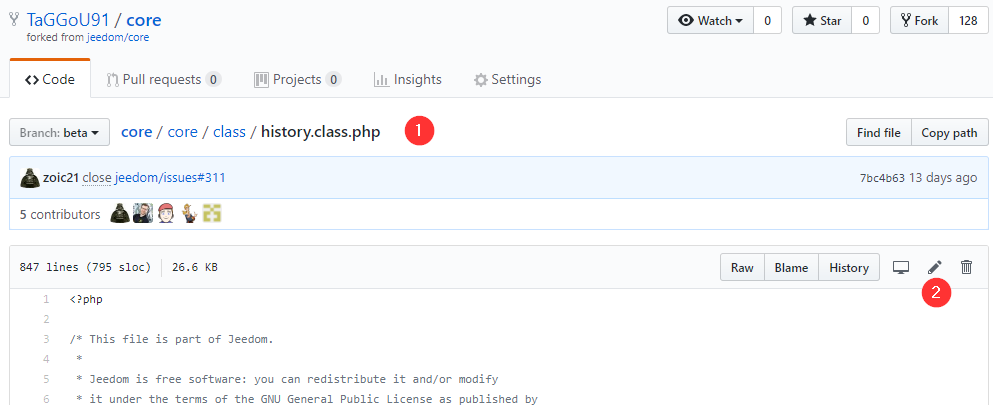 TaGGoU91 / core
forked from jeedom/core
Watch 0 Star 0 Fork 128
Code Pull requests 0 Projects 0 Insights Settings
Branch: beta core / core / class / history.class.php 1 Find file Copy path
zoic21 close jeedom/issues#311 7bc4b63 13 days ago
5 contributors
847 lines (795 sloc) 26.6 KB Raw Blame History
2
1 <?php
2
3 /* This file is part of Jeedom.
4 *
5 * Jeedom is free software: you can redistribute it and/or modify
6 * it under the terms of the GNU General Public License as published by